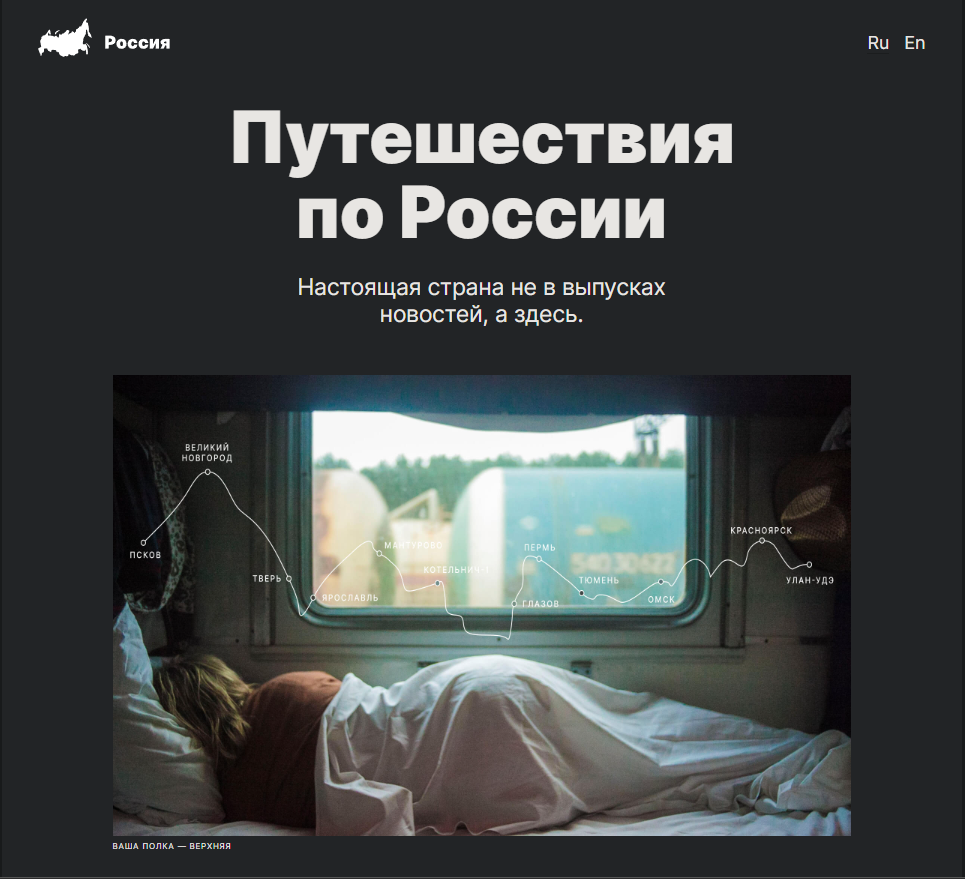 Россия
Ru En
Путешествия
по России
Настоящая страна не в выпусках
новостей, а здесь.
ВЕЛИКИЙ
НОВГОРОД
ПСКОВ
ТВЕРЬ
ЯРОСЛАВЛЬ
МАНТУРОВО
КОТЕЛЬНИЧ-1
ПЕРМЬ
ГЛАЗОВ
ТЮМЕНЬ
ОМСК
КРАСНОЯРСК
УЛАН-УДЭ
54030622
ВАША ПОЛКА — ВЕРХНЯЯ